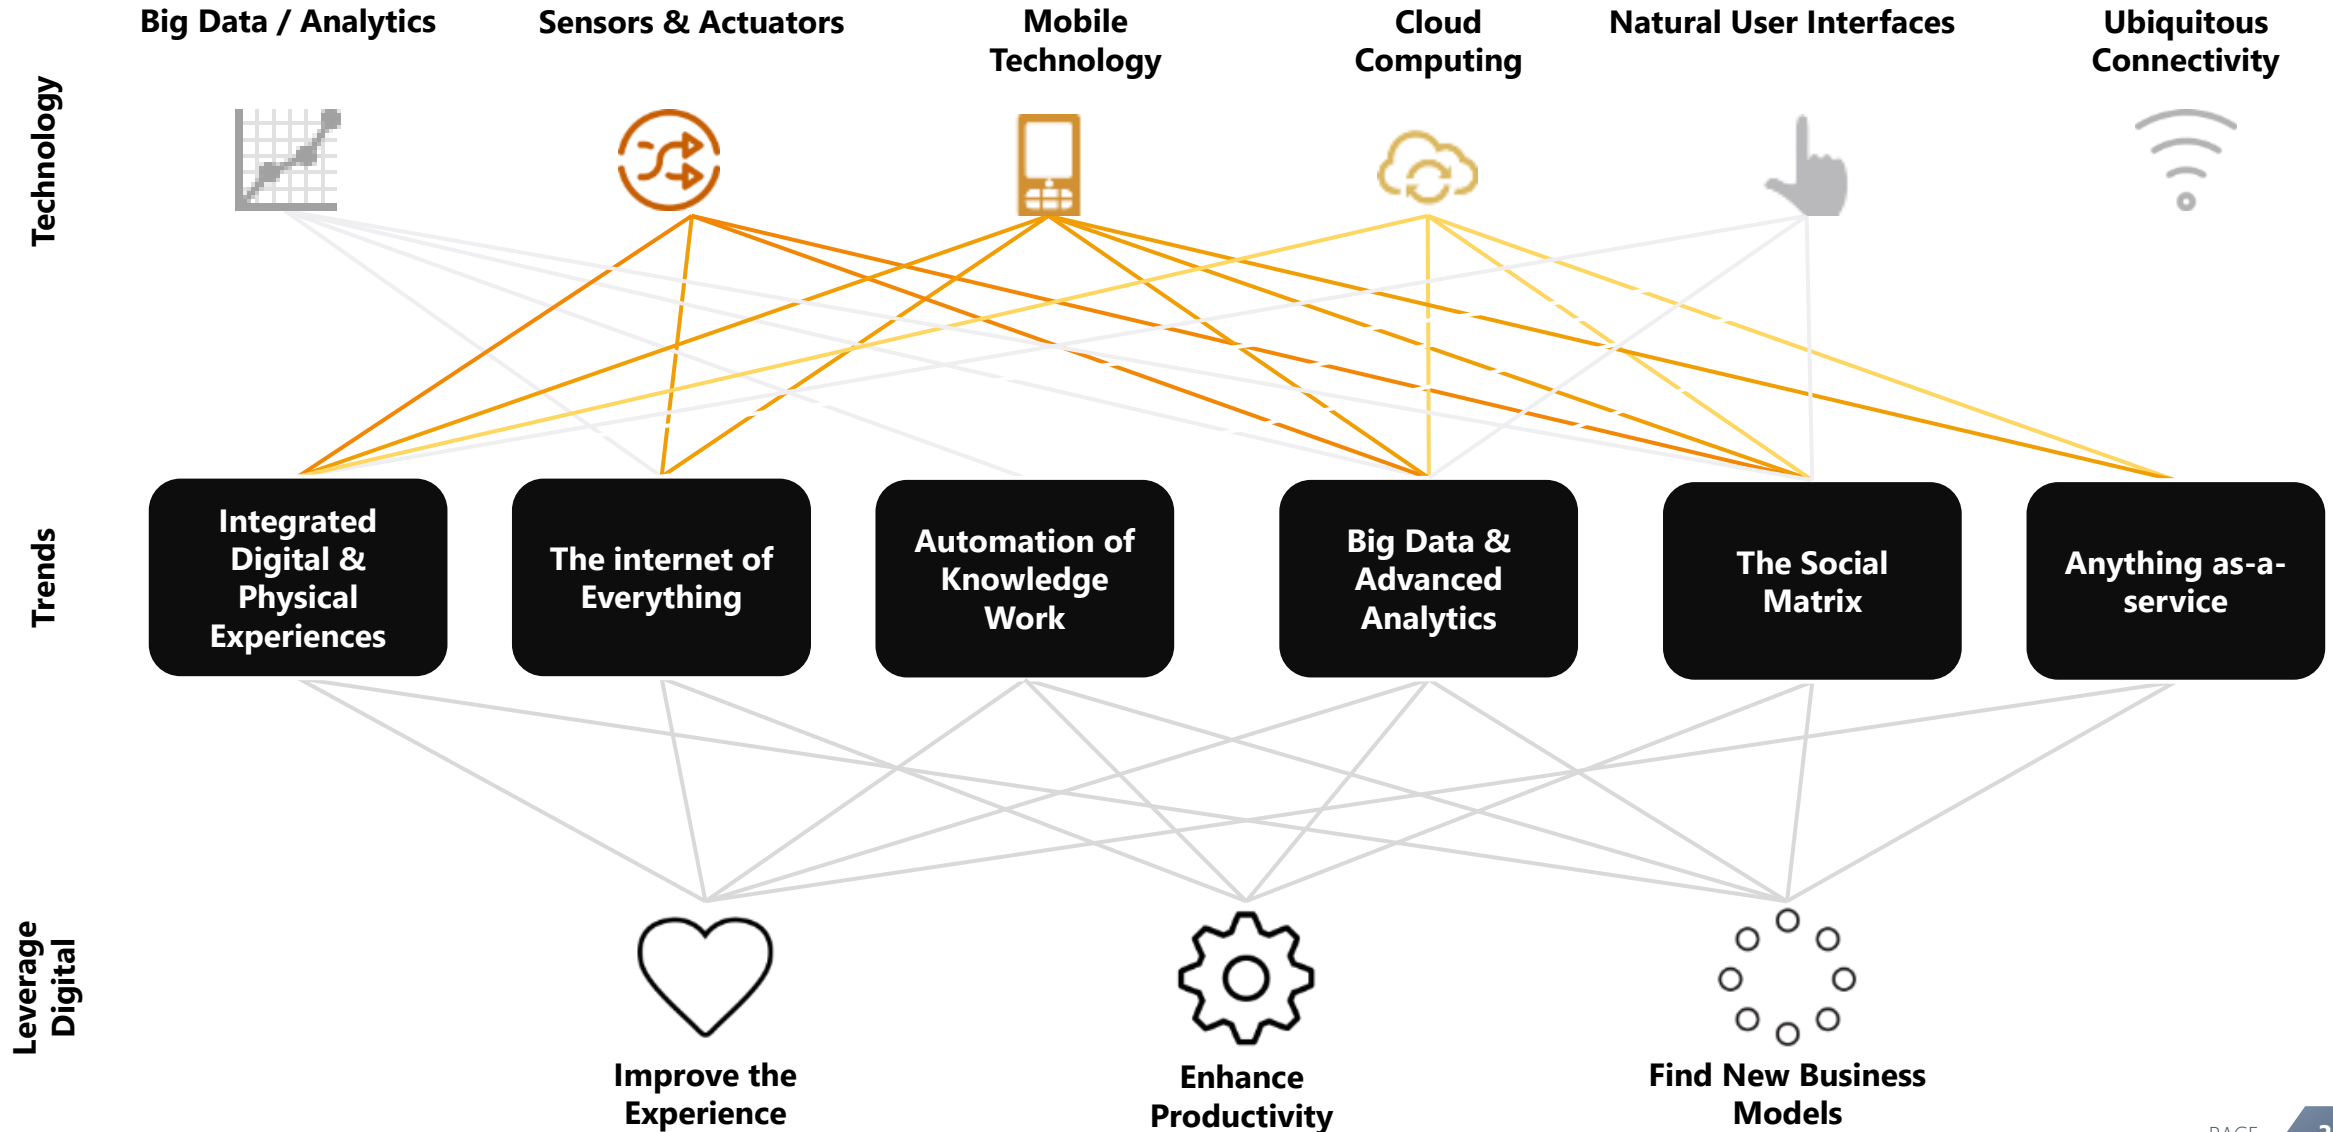 Big Data / Analytics
Sensors & Actuators
Mobile
Technology
Cloud
Computing
Natural User Interfaces
Ubiquitous
Connectivity
Technology
Trends
Integrated
Digital &
Physical
Experiences
The internet of
Everything
Automation of
Knowledge
Work
Big Data &
Advanced
Analytics
The Social
Matrix
Anything as-a-
service
Leverage
Digital
Improve the
Experience
Enhance
Productivity
Find New Business
Models
PAGE